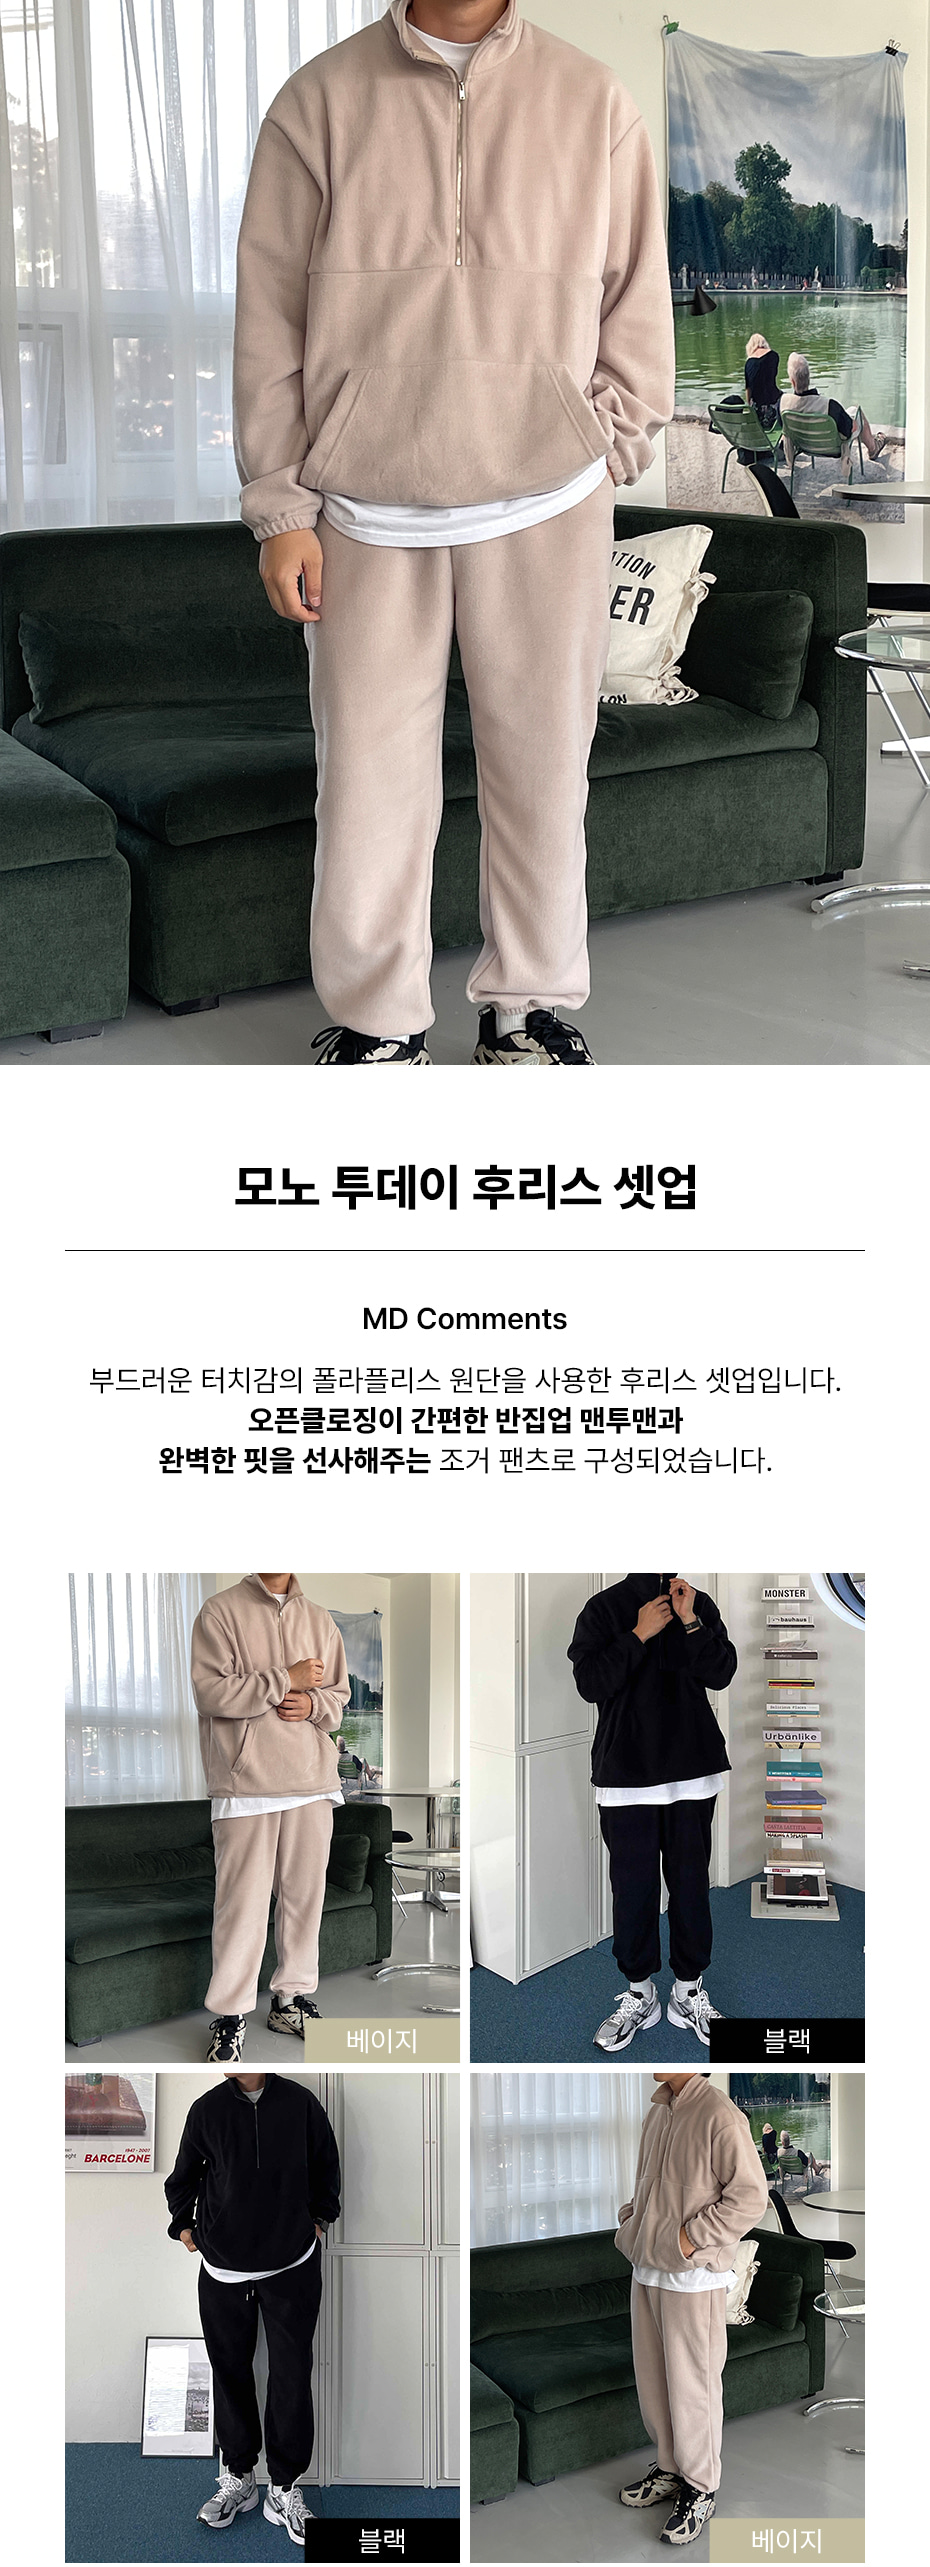 ATION
ER
모노 투데이 후리스 셋업
MD Comments
부드러운 터치감의 폴라플리스 원단을 사용한 후리스 셋업입니다.
오픈클로징이 간편한 반집업 맨투맨과
완벽한 핏을 선사해주는 조거 팬츠로 구성되었습니다.
MONSTER
bauhaus
Urbänlike
베이지
블랙
1947 - 2007
BARCELONE
블랙
베이지